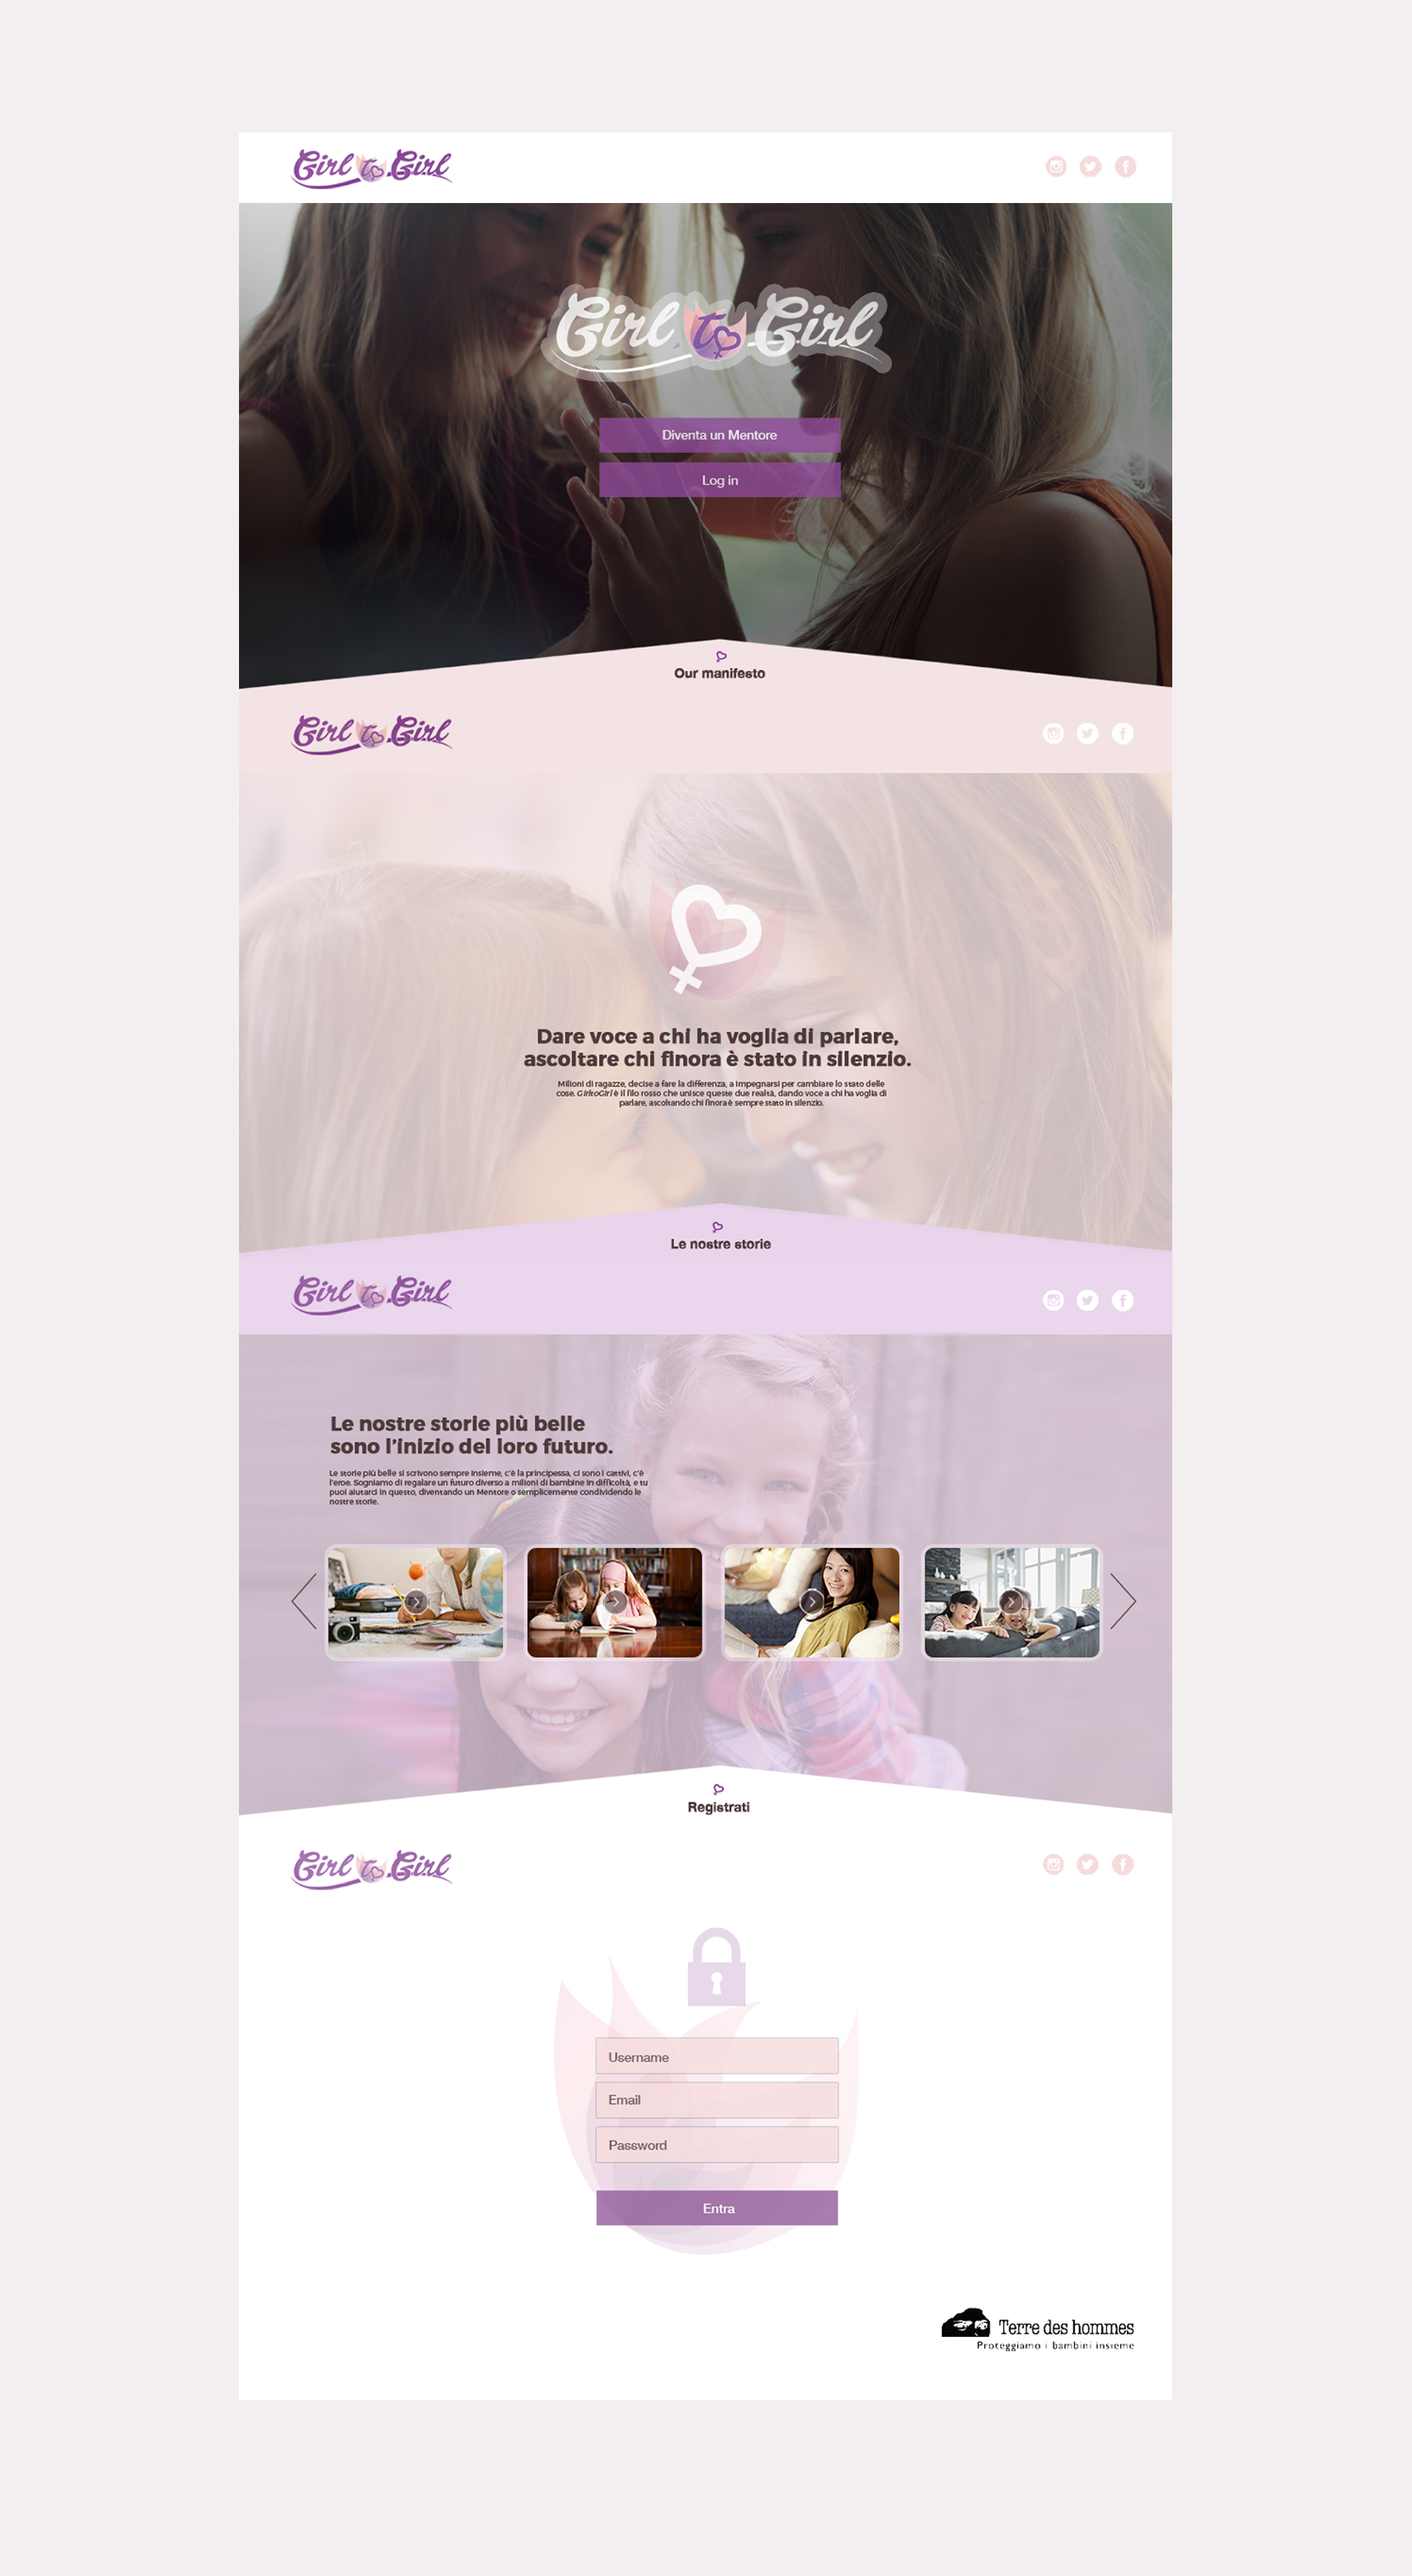 Girl to Girl
Girl to Girl
Diventa un Mentore
Log in
Our manifesto
Girl to Girl
Dare voce a chi ha voglia di parlare,
ascoltare chi finora è stato in silenzio.
Milioni di ragazze, decise a fare la differenza, a impegnarsi per cambiare lo stato delle
cose. GirltoGirl è il filo rosso che unisce queste due realtà, dando voce a chi ha voglia di
parlare, ascoltando chi finora è sempre stato in silenzio.
Le nostre storie
Girl to Girl
Le nostre storie più belle
sono l'inizio del loro futuro.
Le storie più belle si scrivono sempre insieme, c'è la principessa, ci sono i cattivi, c'è
l'eroe. Sogniamo di regalare un futuro diverso a milioni di bambine in difficoltà, e tu
puoi aiutarci in questo, diventando un Mentore o semplicemente condividendo le
nostre storie.
Registrati
Girl to Girl
Username
Email
Password
Entra
Terre des hommes
Proteggiamo i bambini insieme